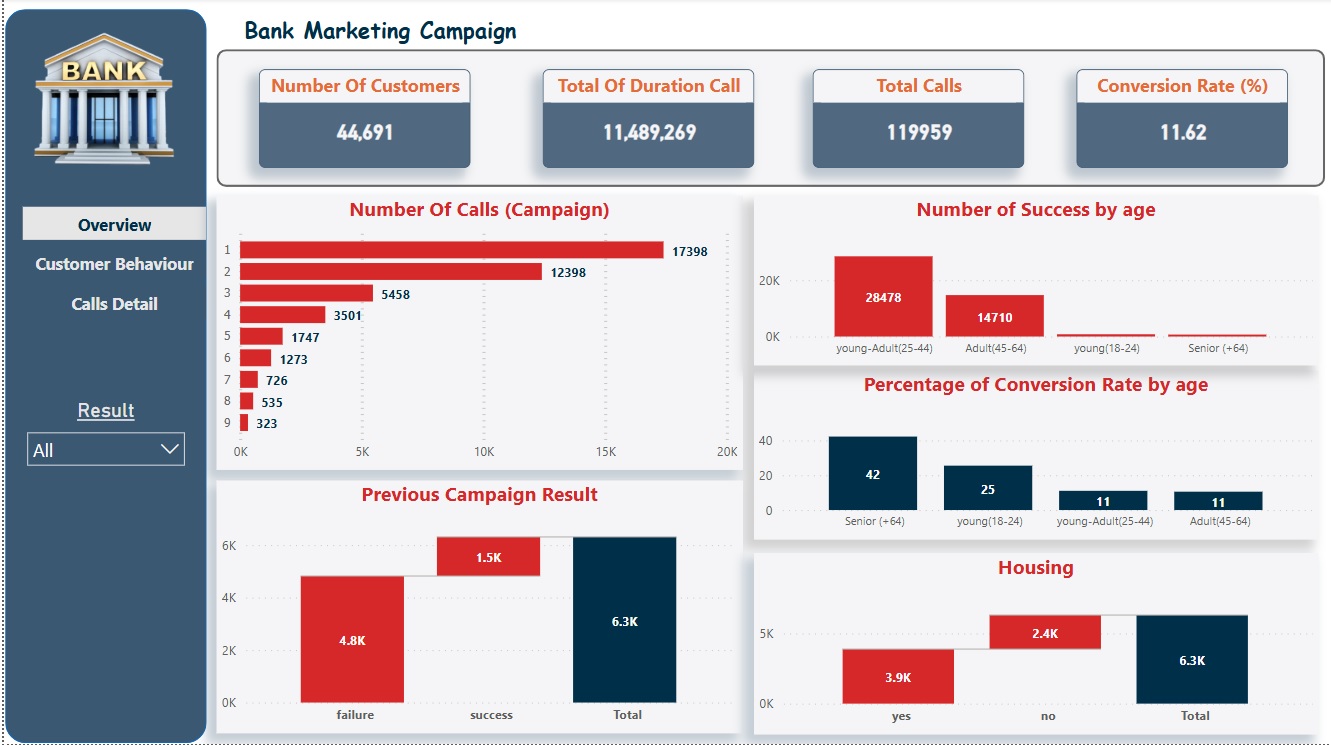 BANK
Bank Marketing Campaign
Number Of Customers
44,691
Total Of Duration Call
11,489,269
Total Calls
119959
Conversion Rate (%)
11.62
Overview
Customer Behaviour
Calls Detail
Result
All
Number Of Calls (Campaign)
1 17398
2 12398
3 5458
4 3501
5 1747
6 1273
7 726
8 535
9 323
0K 5K 10K 15K 20K
Previous Campaign Result
6K
4K
2K
0K
4.8K
1.5K
6.3K
failure success Total
Number of Success by age
20K
0K
28478
14710
young-Adult(25-44) Adult(45-64) young(18-24) Senior (+64)
Percentage of Conversion Rate by age
40
20
0
42
25
11
11
Senior (+64) young(18-24) young-Adult(25-44) Adult(45-64)
Housing
5K
0K
3.9K
2.4K
6.3K
yes no Total